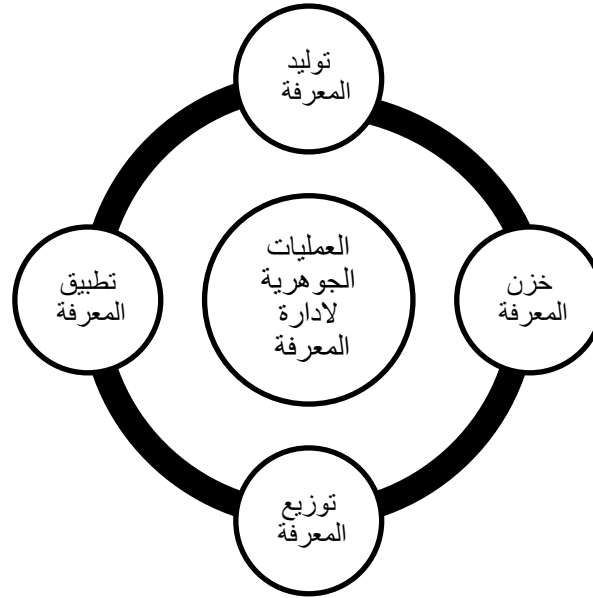 توليد
المعرفة
العمليات
الجوهرية
لادارة
المعرفة
خزن
المعرفة
تطبيق
المعرفة
توزيع
المعرفة